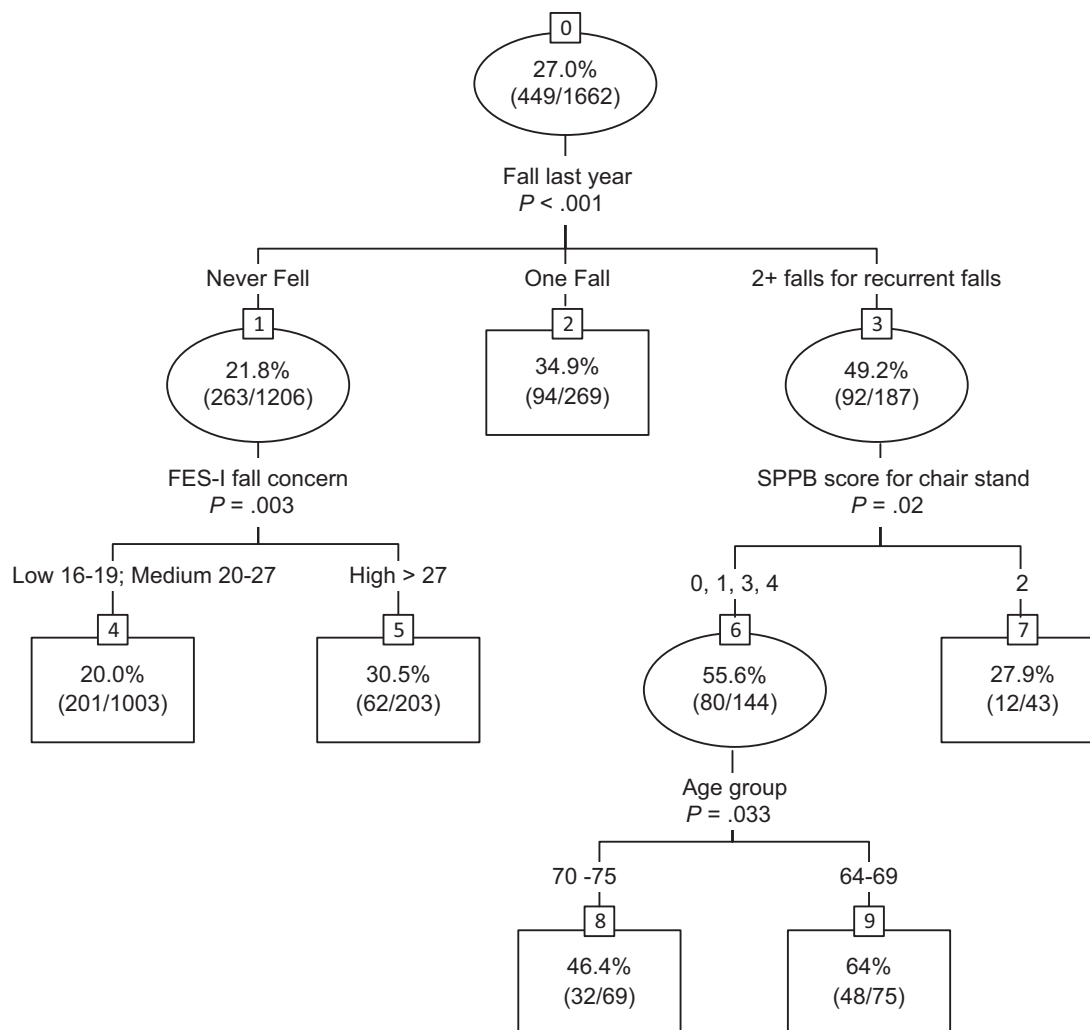 0
27.0%
(449/1662)
Fall last year
P < .001
Never Fell
One Fall
2+ falls for recurrent falls
1
2
3
21.8%
(263/1206)
34.9%
(94/269)
49.2%
(92/187)
FES-I fall concern
P = .003
SPPB score for chair stand
P = .02
Low 16-19; Medium 20-27
High > 27
0, 1, 3, 4
2
4
5
6
7
20.0%
(201/1003)
30.5%
(62/203)
55.6%
(80/144)
27.9%
(12/43)
Age group
P = .033
70 -75
64-69
8
9
46.4%
(32/69)
64%
(48/75)